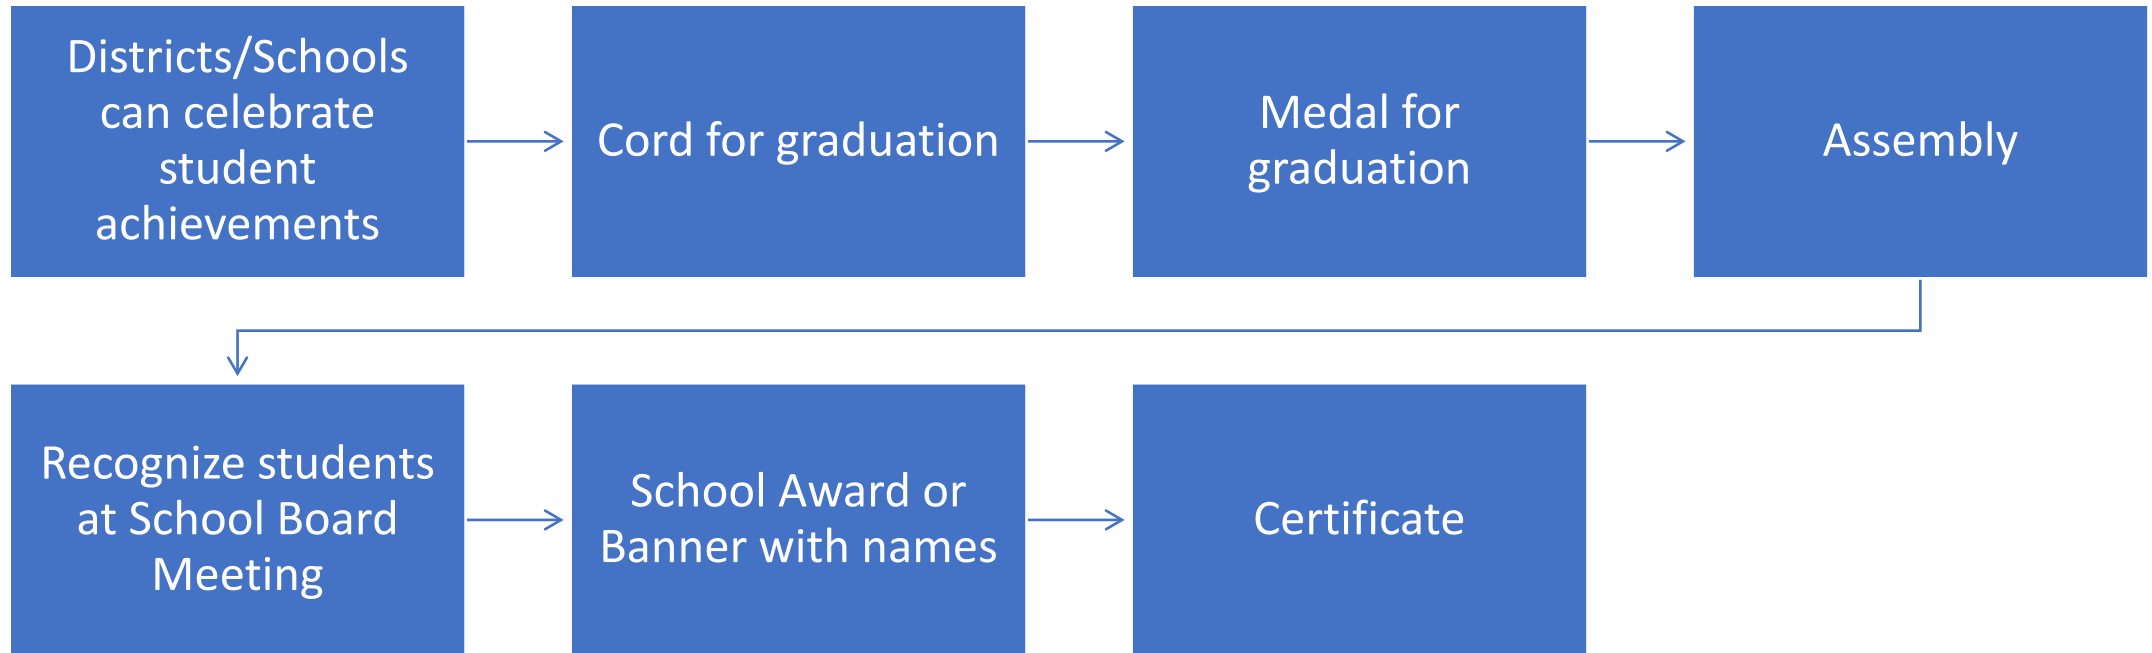 Districts/Schools
can celebrate
student
achievements
Cord for graduation
Medal for
graduation
Assembly
Recognize students
at School Board
Meeting
School Award or
Banner with names
Certificate